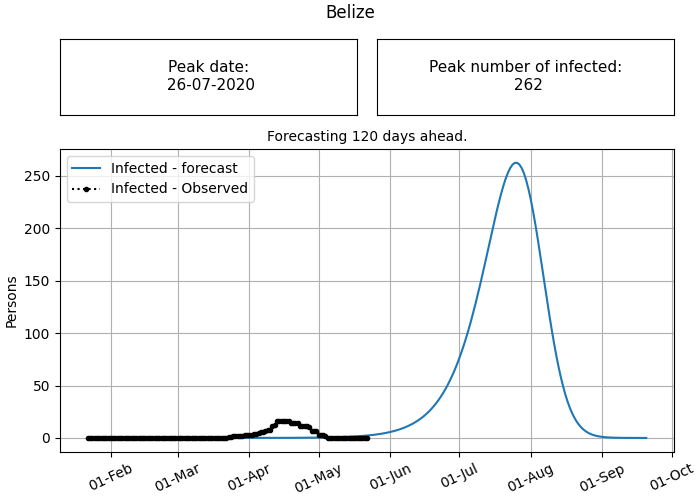 Belize
Peak date:
26-07-2020
Peak number of infected:
262
Forecasting 120 days ahead.
Infected - forecast
Infected - Observed
250
200
150
100
50
0
Persons
01-Feb
01-Mar
01-Apr
01-May
01-Jun
01-Jul
01-Aug
01-Sep
01-Oct